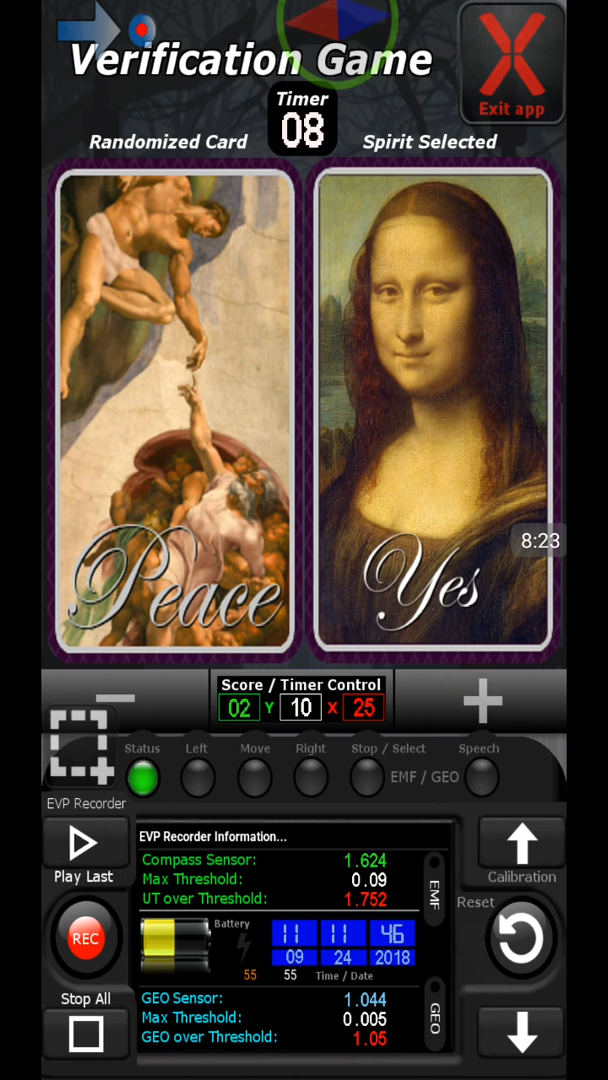 Verification Game
Exit app
Timer
08
Randomized Card
Spirit Selected
Peace
Yes
8:23
Score / Timer Control
02 Y 10 X 25
Status Left Move Right Stop / Select Speech
EMF / GEO
EVP Recorder
Play Last
REC
Stop All
EVP Recorder Information...
Compass Sensor: 1.624
Max Threshold: 0.09
UT over Threshold: 1.752
EMF
Battery
11 11 46
09 24 2018
55 55 Time / Date
GEO Sensor: 1.044
Max Threshold: 0.005
GEO over Threshold: 1.05
GEO
Calibration
Reset